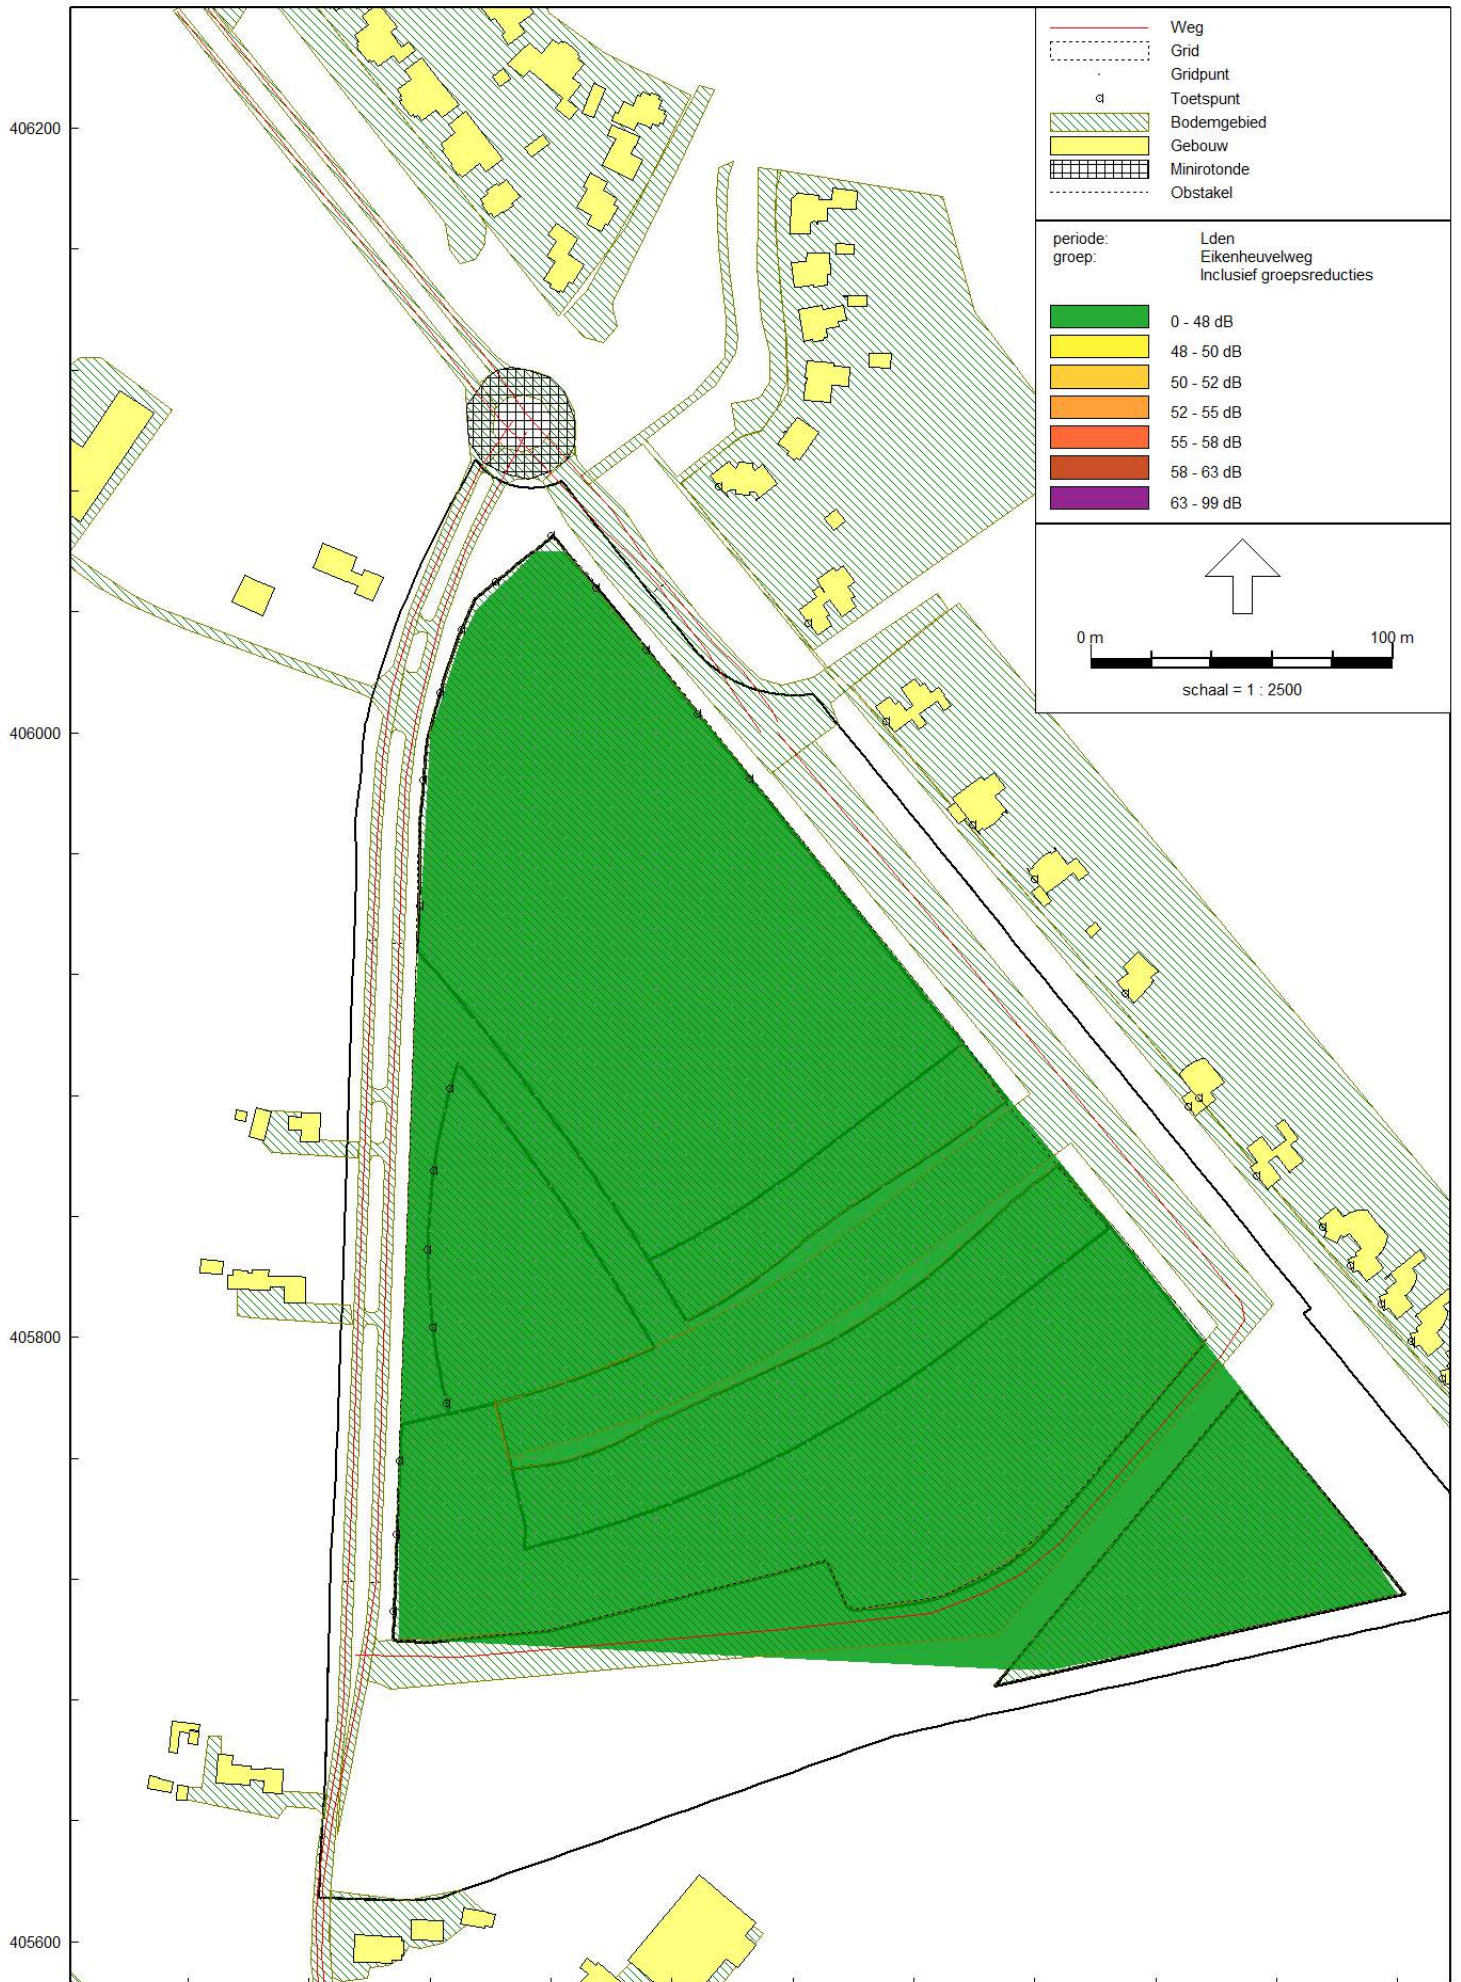 Weg
Grid
Gridpunt
Toetspunt
Bodemgebied
Gebouw
Minirotonde
Obstakel
periode: Lden
groep: Eikenheuvelweg
Inclusief groepsreducties
0 - 48 dB
48 - 50 dB
50 - 52 dB
52 - 55 dB
55 - 58 dB
58 - 63 dB
63 - 99 dB
0 m 100 m
schaal = 1 : 2500
406200
406000
405800
405600